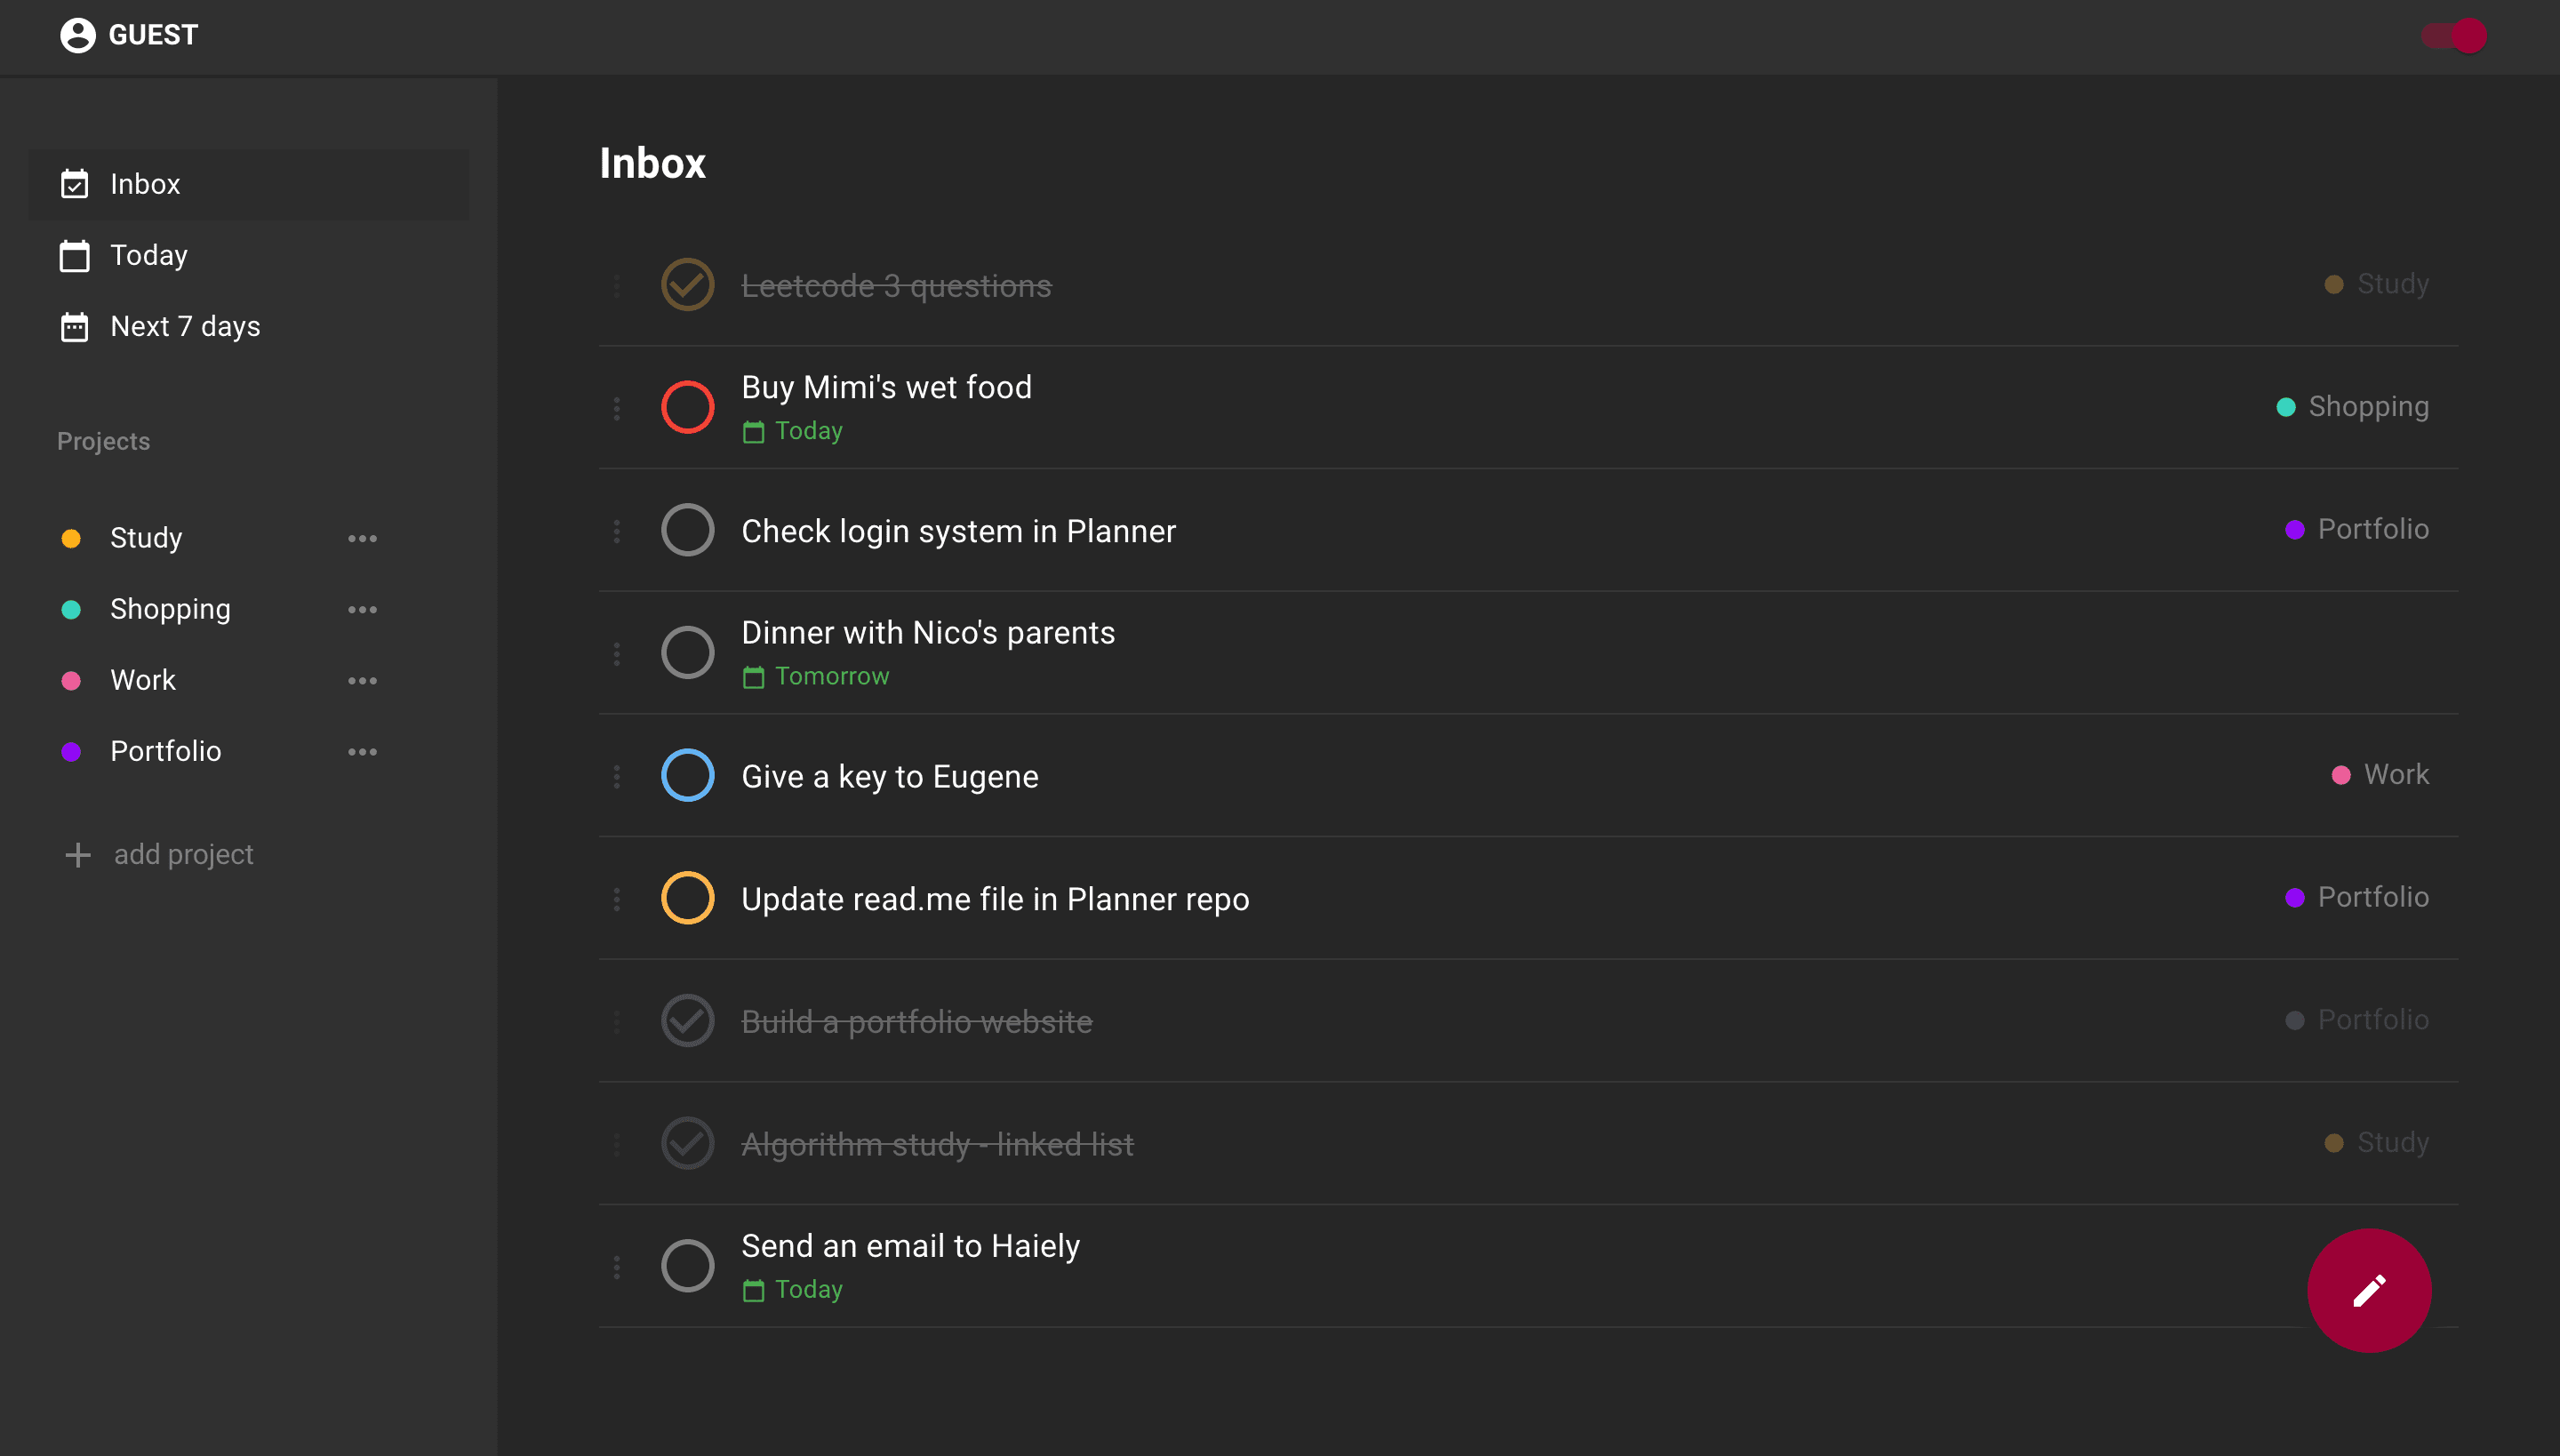 GUEST
Inbox
Today
Next 7 days
Projects
Study
Shopping
Work
Portfolio
add project
Inbox
Leetcode 3 questions
Study
Buy Mimi's wet food
Today
Shopping
Check login system in Planner
Portfolio
Dinner with Nico's parents
Tomorrow
Give a key to Eugene
Work
Update read.me file in Planner repo
Portfolio
Build a portfolio website
Portfolio
Algorithm study - linked list
Study
Send an email to Haiely
Today